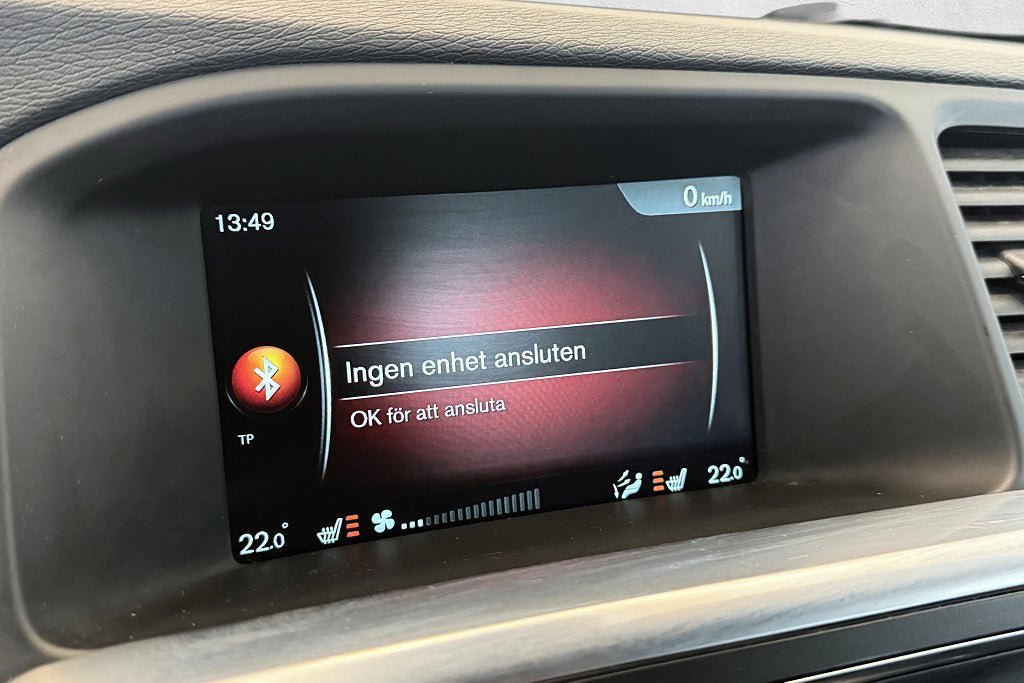 13:49
0 km/h
Ingen enhet ansluten
OK för att ansluta
TP
22.0°
22.0°